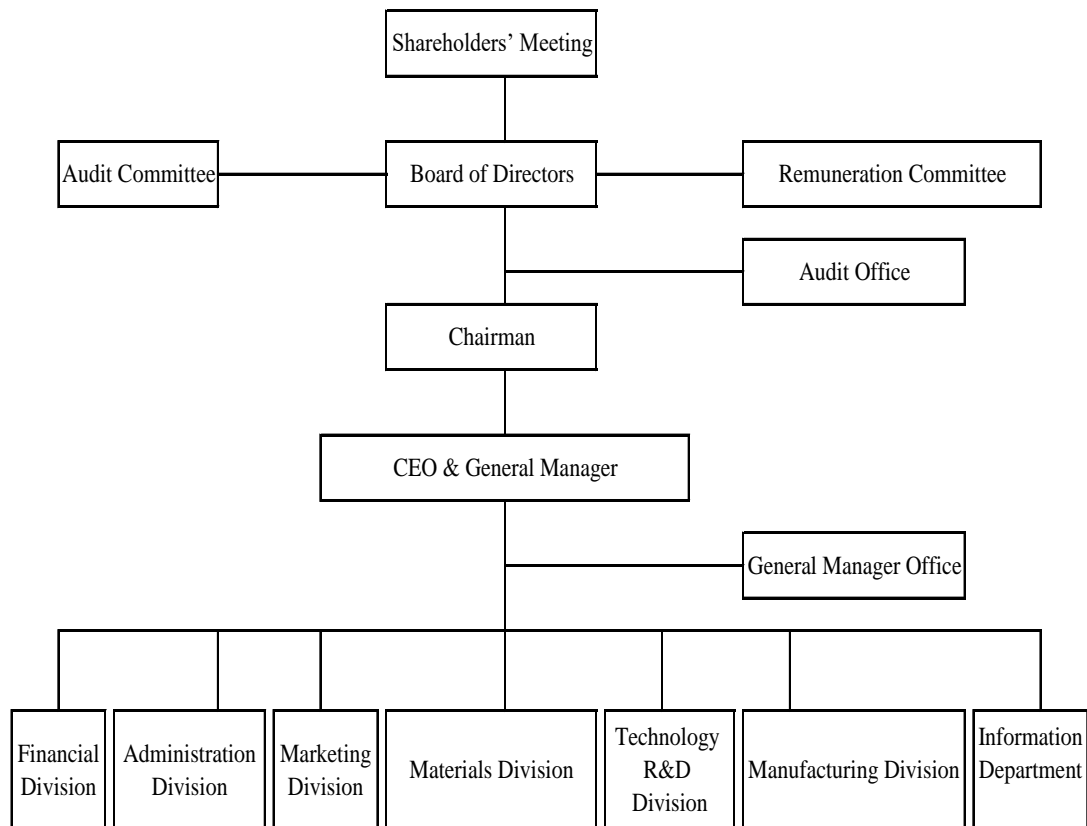 Shareholders’ Meeting
Audit Committee
Board of Directors
Remuneration Committee
Audit Office
Chairman
CEO & General Manager
General Manager Office
Financial
Division
Administration
Division
Marketing
Division
Materials Division
Technology
R&D
Division
Manufacturing Division
Information
Department